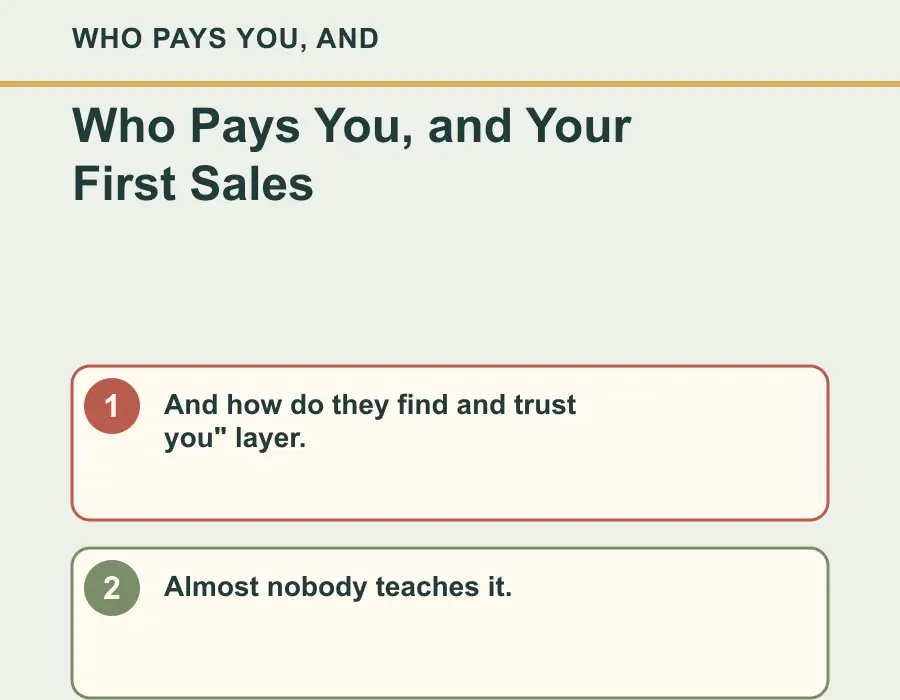 WHO PAYS YOU, AND
Who Pays You, and Your
First Sales
1
And how do they find and trust
you" layer.
2
Almost nobody teaches it.